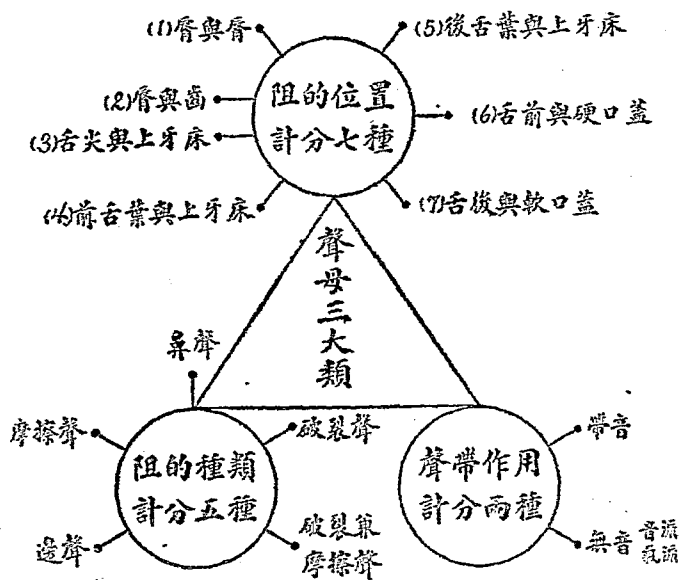 (1)脣與脣
(2)脣與齒
(3)舌尖與上牙床
(4)前舌葉與上牙床
阻的位置
計分七種
(5)後舌葉與上牙床
(6)舌前與硬口蓋
(7)舌後與軟口蓋
聲母三大類
鼻聲
摩擦聲
邊聲
阻的種類
計分五種
破裂聲
破裂兼
摩擦聲
聲帶作用
計分兩種
帶音
無音 音流
氣流